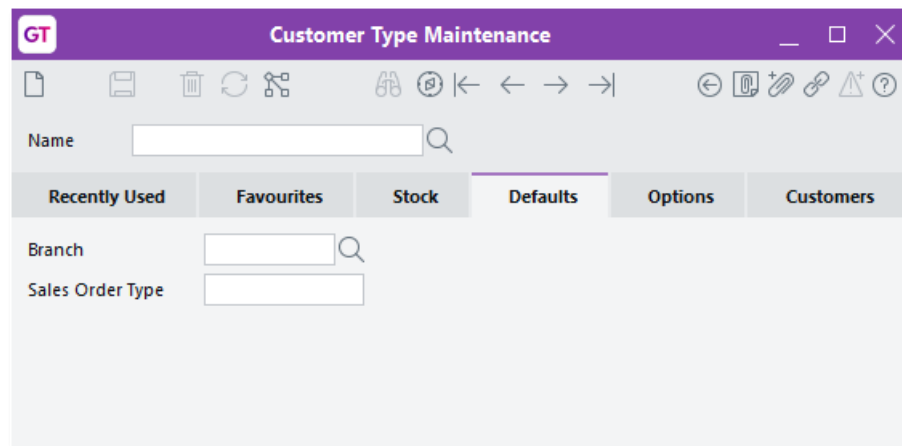 GT Customer Type Maintenance
Name
Recently Used Favourites Stock Defaults Options Customers
Branch
Sales Order Type